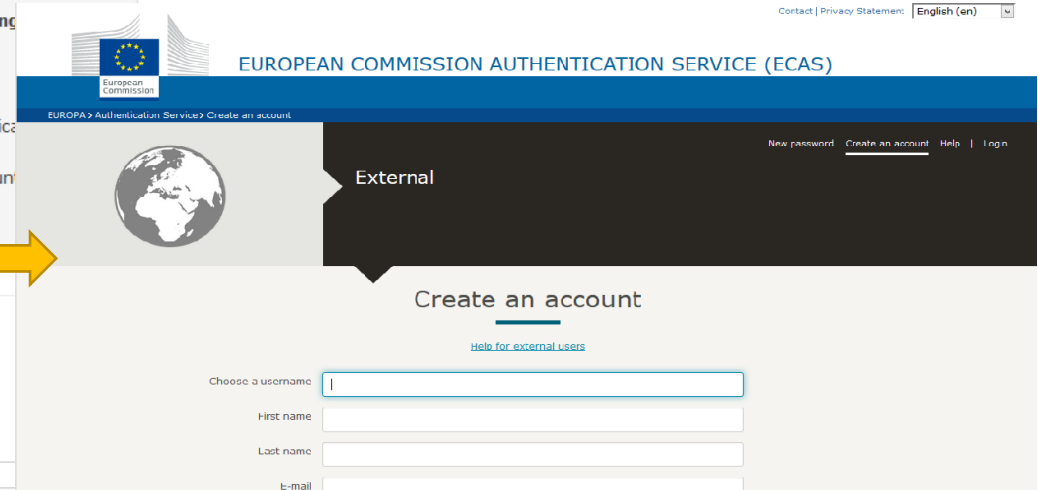 Contact | Privacy Statement English (en)
European
Commission
EUROPEAN COMMISSION AUTHENTICATION SERVICE (ECAS)
EUROPA > Authentication Service > Create an account
New password Create an account Help | Login
External
Create an account
Help for external users
Choose a username
First name
Last name
E-mail